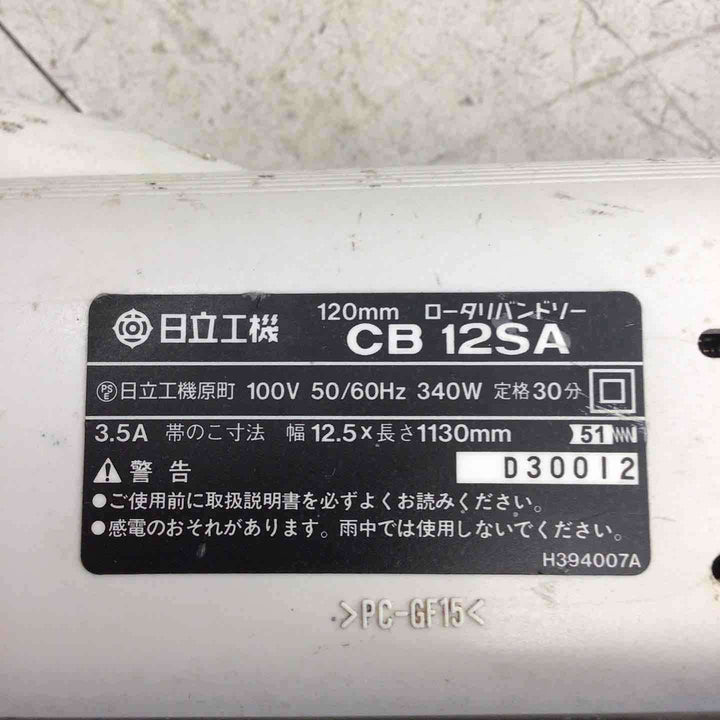 120mm ロータリバンドソー
日立工機 CB 12SA
PSE 日立工機原町 100V 50/60Hz 340W 定格30分
3.5A 帯のこ寸法 幅12.5×長さ1130mm 51
警告 D30012
●ご使用前に取扱説明書を必ずよくお読みください。
●感電のおそれがあります。雨中では使用しないでください。
H394007A
>PC-GF15<